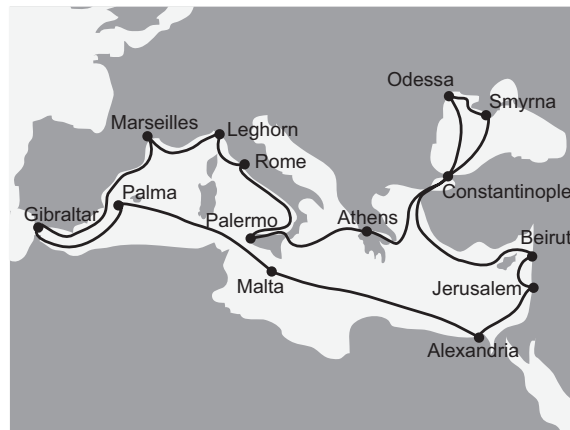 Odessa
Smyrna
Marseilles
Leghorn
Rome
Palma
Constantinople
Gibraltar
Palermo
Athens
Beirut
Malta
Jerusalem
Alexandria